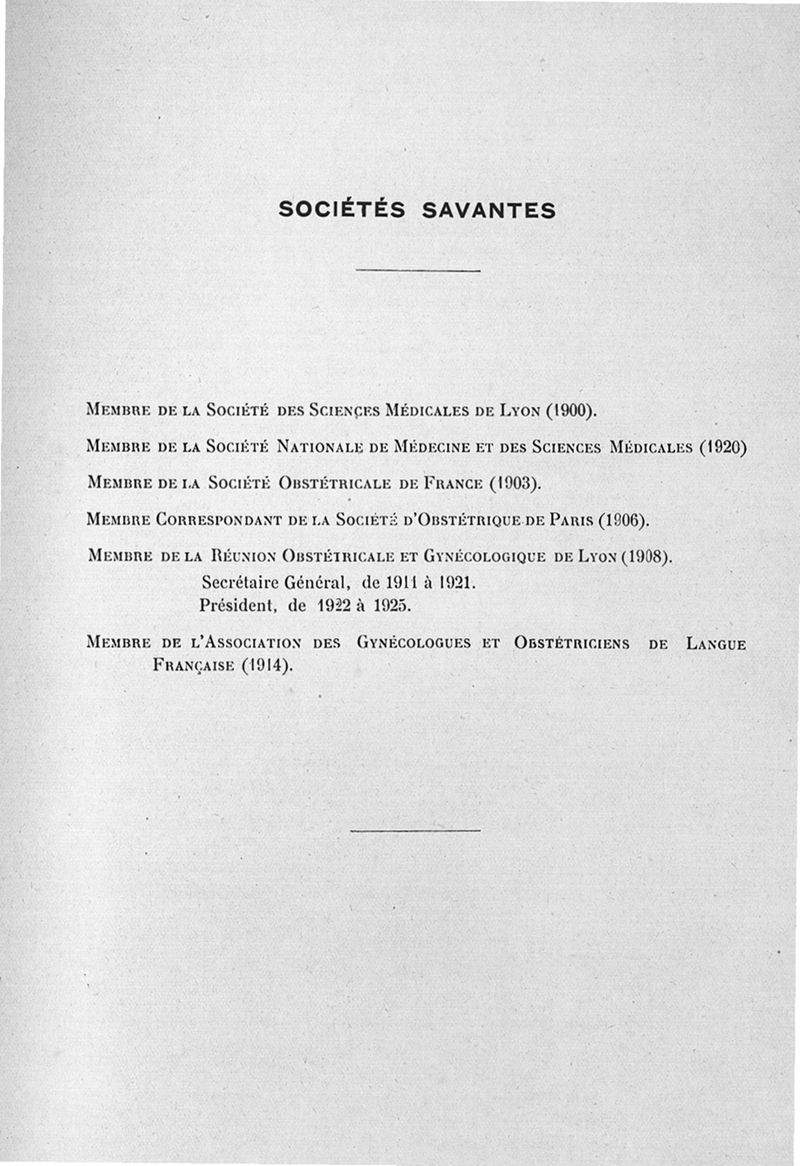 SOCIÉTÉS SAVANTES
MEMBRE DE LA SOCIÉTÉ DES SCIENCES MÉDICALES DE LYON (1900).
MEMBRE DE LA SOCIÉTÉ NATIONALE DE MÉDECINE ET DES SCIENCES MÉDICALES (1920)
MEMBRE DE LA SOCIÉTÉ OBSTÉTRICALE DE FRANCE (1903).
MEMBRE CORRESPONDANT DE LA SOCIÉTÉ D'OBSTÉTRIQUE DE PARIS (1906).
MEMBRE DE LA RÉUNION OBSTÉTRICALE ET GYNÉCOLOGIQUE DE LYON (1908).
Secrétaire Général, de 1911 à 1921.
Président, de 1922 à 1925.
MEMBRE DE L'ASSOCIATION DES GYNÉCOLOGUES ET OBSTÉTRICIENS DE LANGUE
FRANÇAISE (1914).